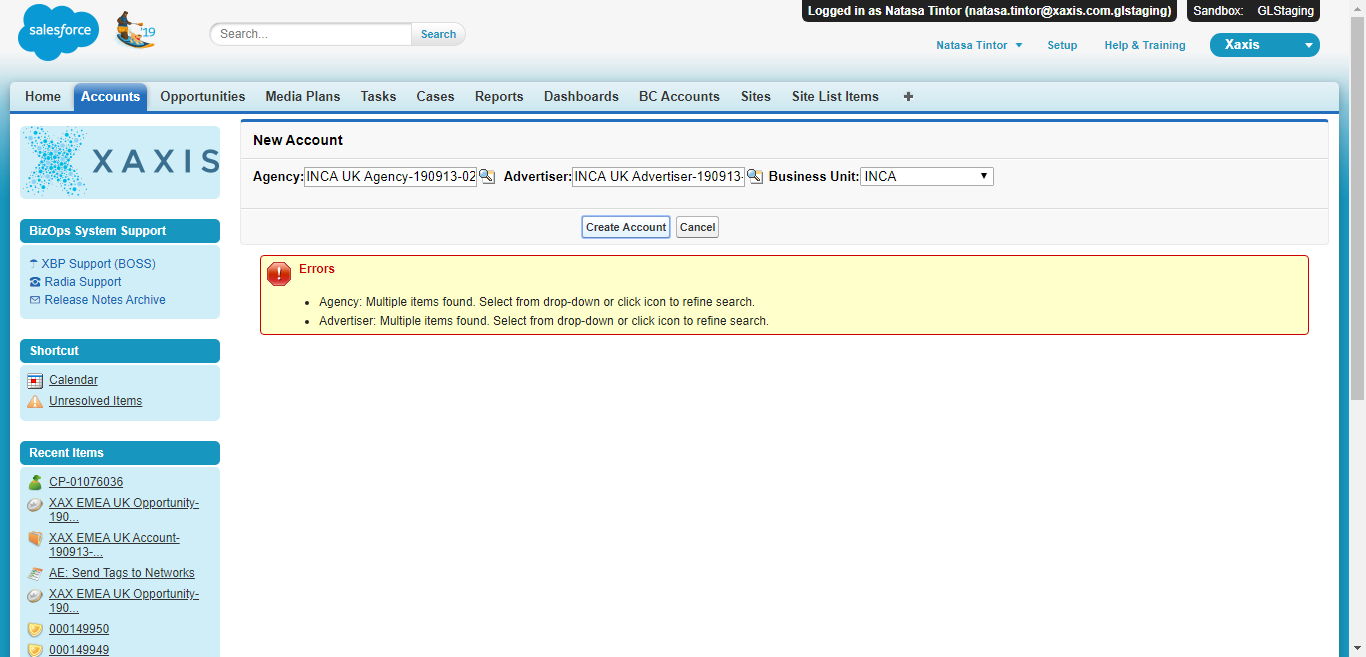 Logged in as Natasa Tintor (natasa.tintor@xaxis.com.glstaging)
Sandbox: GLStaging
salesforce
'19
Search...
Search
Natasa Tintor
Setup
Help & Training
Xaxis
Home
Accounts
Opportunities
Media Plans
Tasks
Cases
Reports
Dashboards
BC Accounts
Sites
Site List Items
+
XAXIS
BizOps System Support
XBP Support (BOSS)
Radia Support
Release Notes Archive
Shortcut
Calendar
Unresolved Items
Recent Items
CP-01076036
XAX EMEA UK Opportunity-
190...
XAX EMEA UK Account-
190913-...
AE: Send Tags to Networks
XAX EMEA UK Opportunity-
190...
000149950
000149949
New Account
Agency: INCA UK Agency-190913-02 Advertiser: INCA UK Advertiser-190913- Business Unit: INCA
Create Account Cancel
Errors
Agency: Multiple items found. Select from drop-down or click icon to refine search.
Advertiser: Multiple items found. Select from drop-down or click icon to refine search.